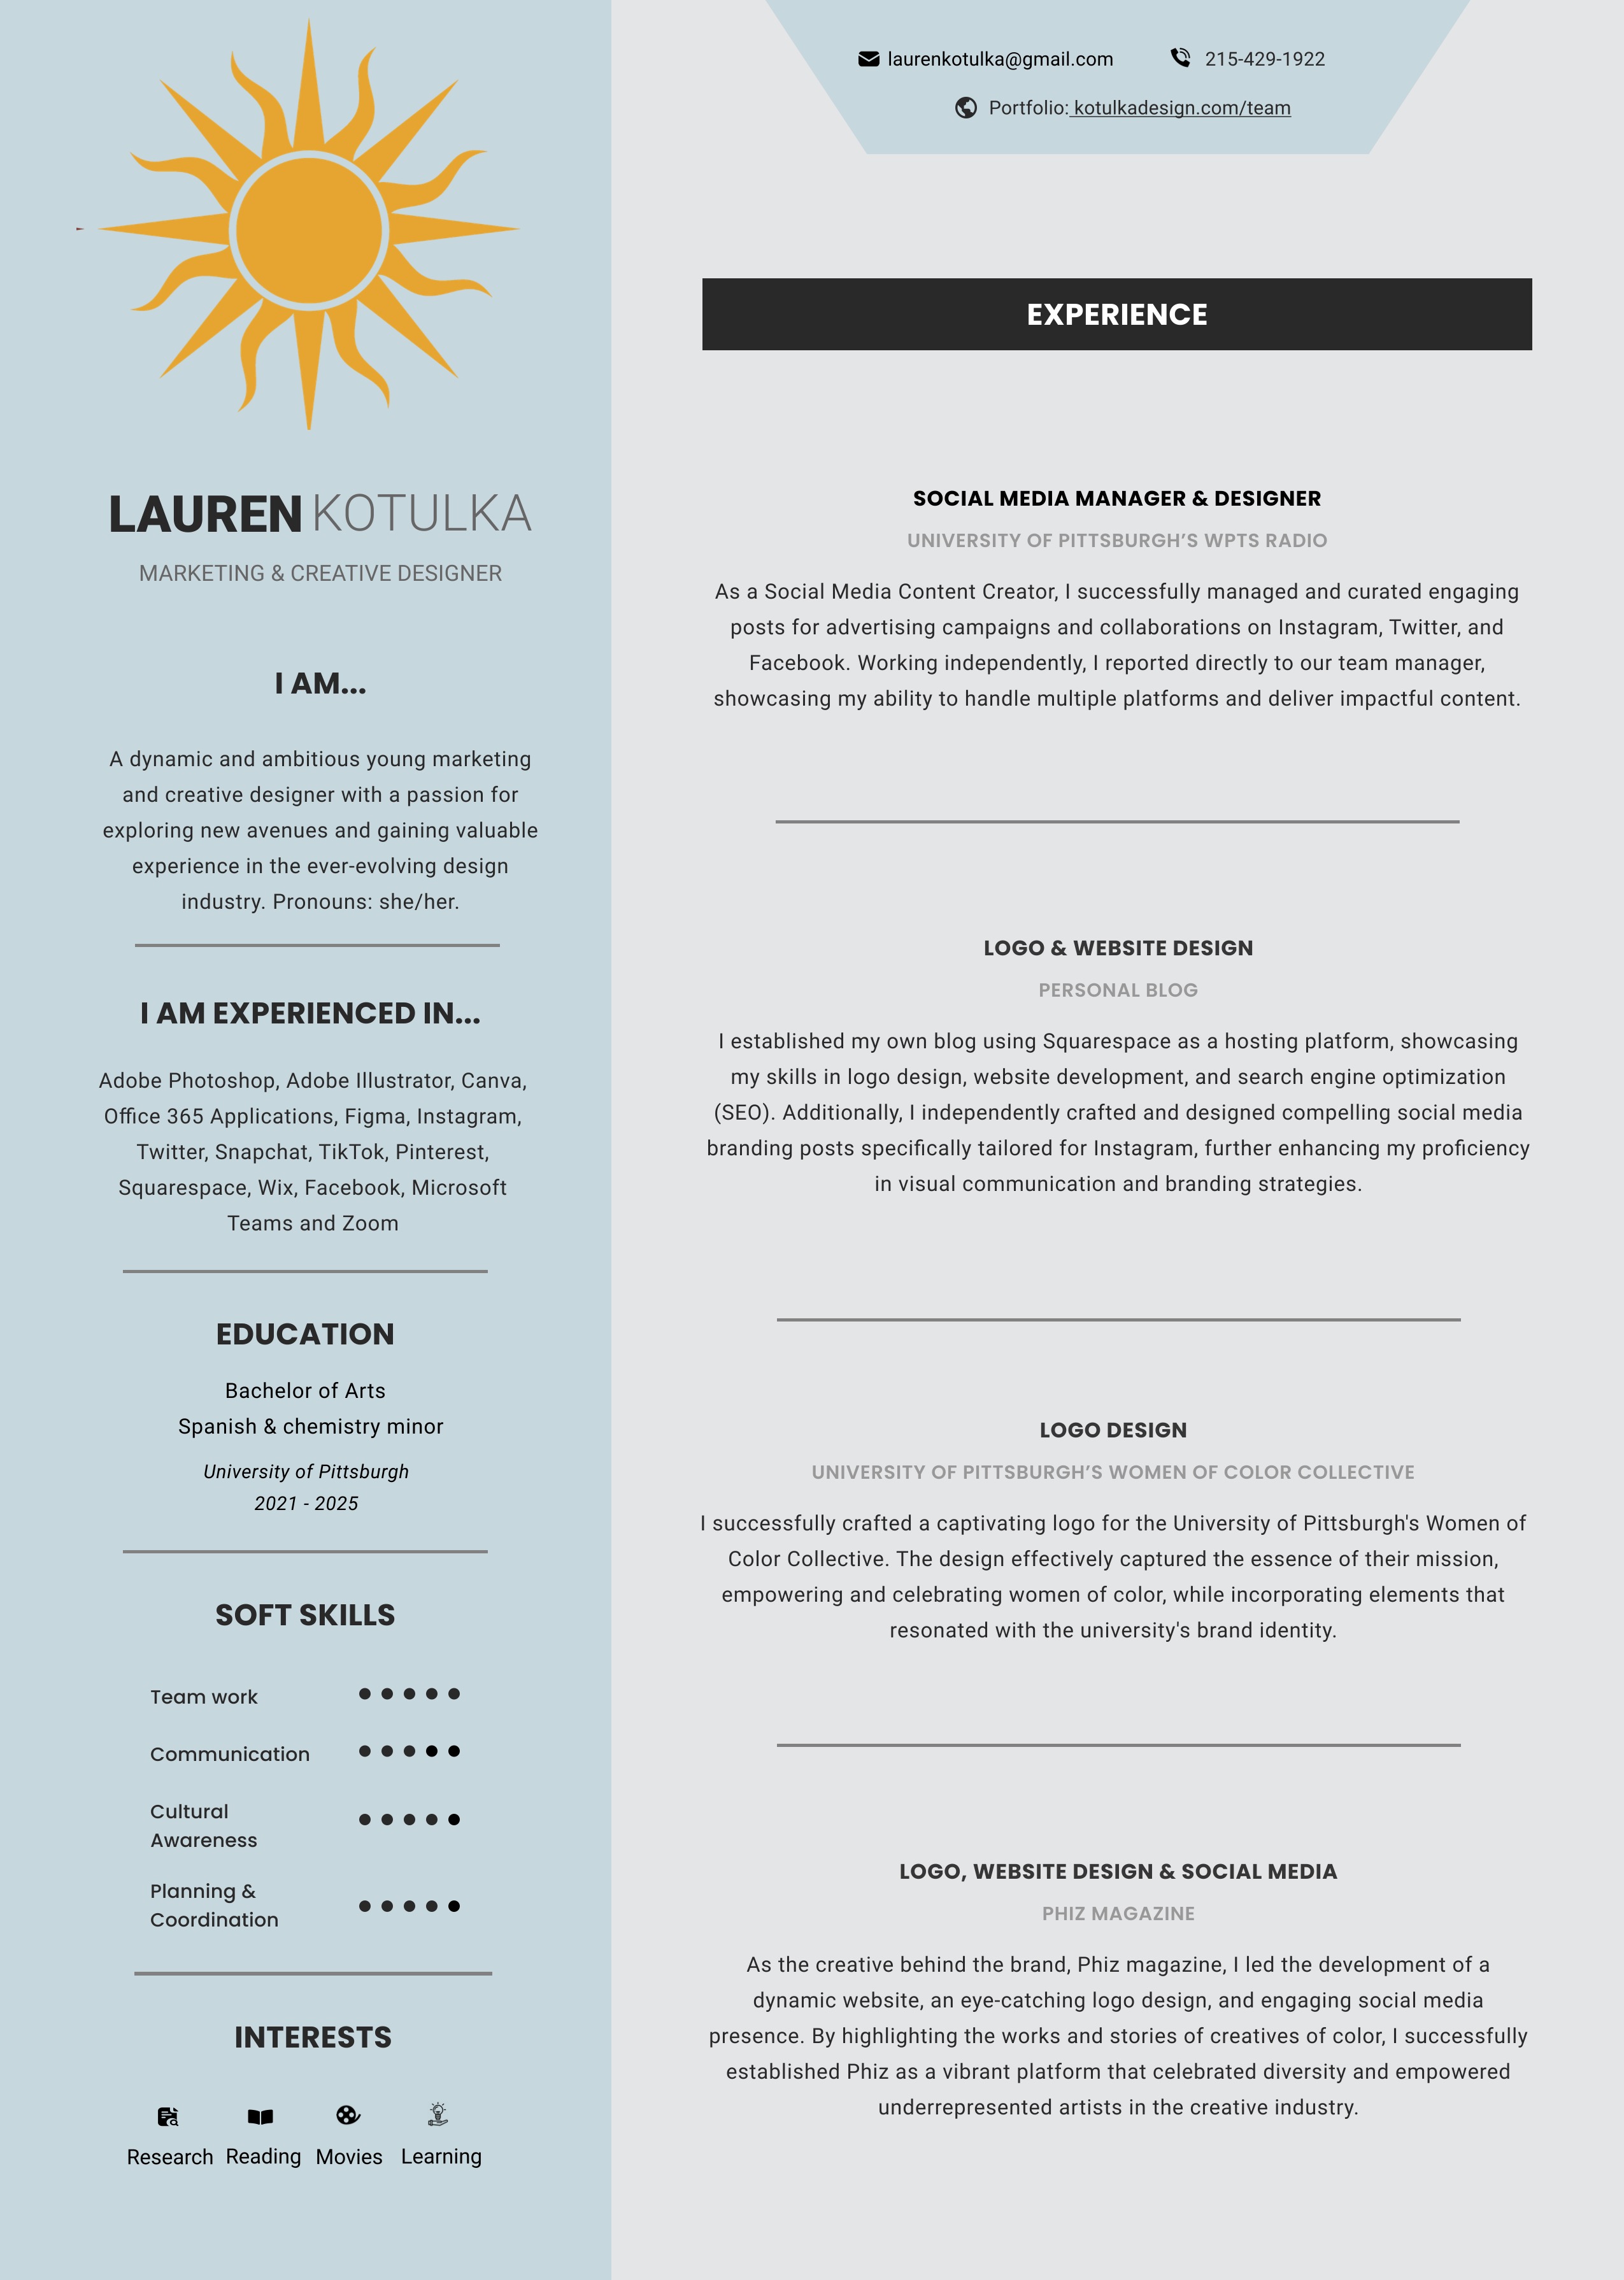 LAUREN KOTULKA
MARKETING & CREATIVE DESIGNER
I AM...
A dynamic and ambitious young marketing
and creative designer with a passion for
exploring new avenues and gaining valuable
experience in the ever-evolving design
industry. Pronouns: she/her.
I AM EXPERIENCED IN...
Adobe Photoshop, Adobe Illustrator, Canva,
Office 365 Applications, Figma, Instagram,
Twitter, Snapchat, TikTok, Pinterest,
Squarespace, Wix, Facebook, Microsoft
Teams and Zoom
EDUCATION
Bachelor of Arts
Spanish & chemistry minor
University of Pittsburgh
2021 - 2025
SOFT SKILLS
Team work
Communication
Cultural
Awareness
Planning &
Coordination
INTERESTS
Research Reading Movies Learning
laurenkotulka@gmail.com 215-429-1922
Portfolio: kotulkadesign.com/team
EXPERIENCE
SOCIAL MEDIA MANAGER & DESIGNER
UNIVERSITY OF PITTSBURGH’S WPTS RADIO
As a Social Media Content Creator, I successfully managed and curated engaging
posts for advertising campaigns and collaborations on Instagram, Twitter, and
Facebook. Working independently, I reported directly to our team manager,
showcasing my ability to handle multiple platforms and deliver impactful content.
LOGO & WEBSITE DESIGN
PERSONAL BLOG
I established my own blog using Squarespace as a hosting platform, showcasing
my skills in logo design, website development, and search engine optimization
(SEO). Additionally, I independently crafted and designed compelling social media
branding posts specifically tailored for Instagram, further enhancing my proficiency
in visual communication and branding strategies.
LOGO DESIGN
UNIVERSITY OF PITTSBURGH’S WOMEN OF COLOR COLLECTIVE
I successfully crafted a captivating logo for the University of Pittsburgh's Women of
Color Collective. The design effectively captured the essence of their mission,
empowering and celebrating women of color, while incorporating elements that
resonated with the university's brand identity.
LOGO, WEBSITE DESIGN & SOCIAL MEDIA
PHIZ MAGAZINE
As the creative behind the brand, Phiz magazine, I led the development of a
dynamic website, an eye-catching logo design, and engaging social media
presence. By highlighting the works and stories of creatives of color, I successfully
established Phiz as a vibrant platform that celebrated diversity and empowered
underrepresented artists in the creative industry.